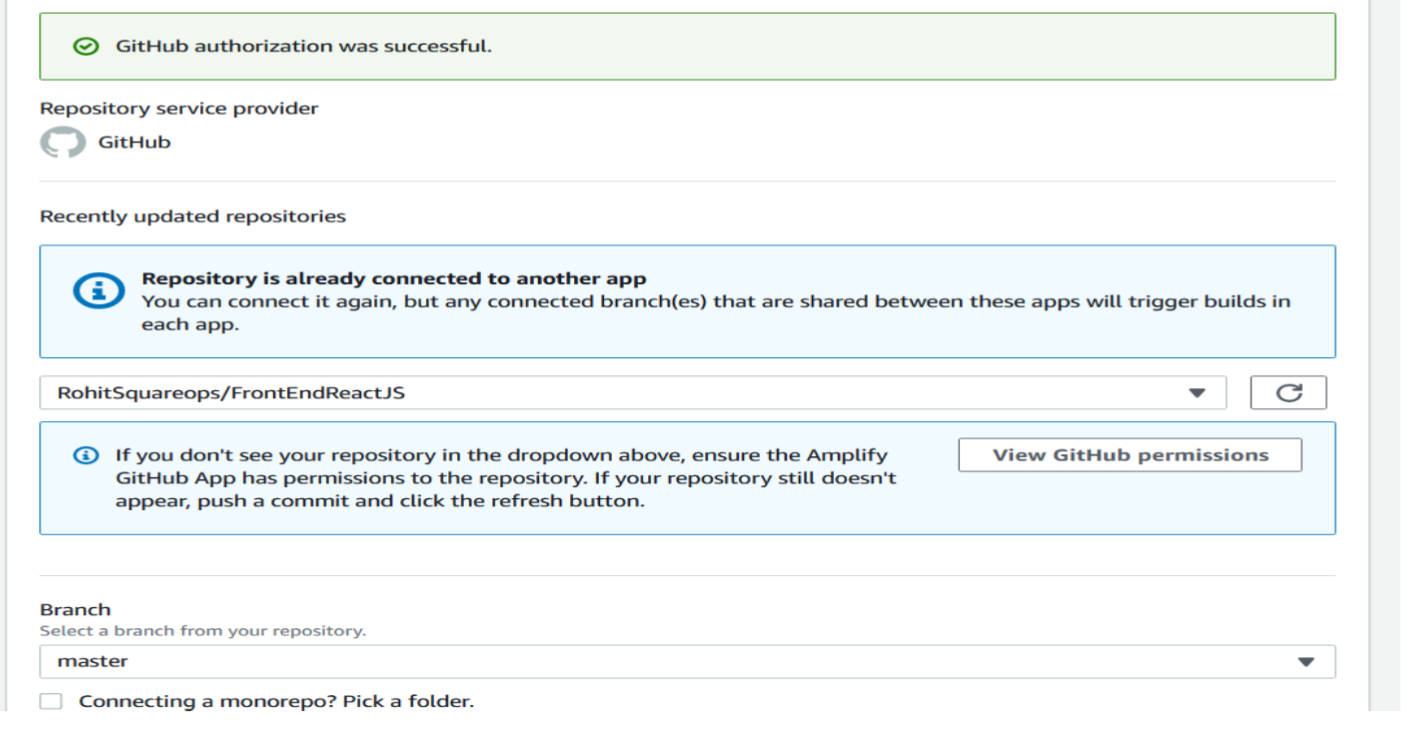 GitHub authorization was successful.
Repository service provider
GitHub
Recently updated repositories
Repository is already connected to another app
You can connect it again, but any connected branch(es) that are shared between these apps will trigger builds in
each app.
RohitSquareops/FrontEndReactJS
If you don't see your repository in the dropdown above, ensure the Amplify
GitHub App has permissions to the repository. If your repository still doesn't
appear, push a commit and click the refresh button.
View GitHub permissions
Branch
Select a branch from your repository.
master
Connecting a monorepo? Pick a folder.